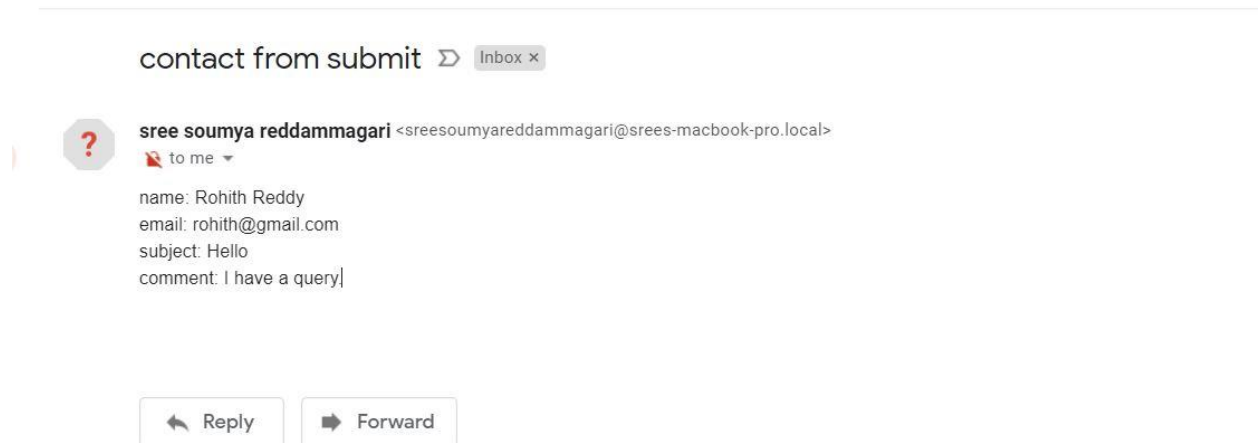 contact from submit Inbox ×
? sree soumya reddammagari <sreesoumyareddammagari@srees-macbook-pro.local>
to me
name: Rohith Reddy
email: rohith@gmail.com
subject: Hello
comment: I have a query
Reply Forward